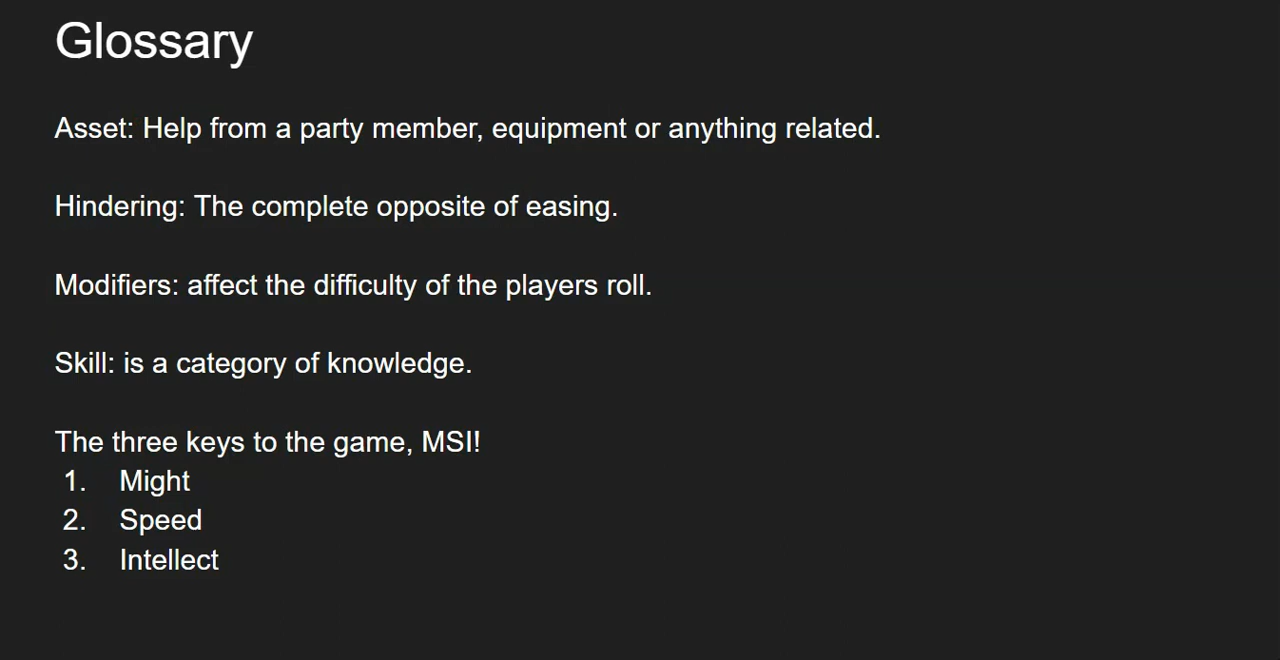 Glossary
Asset: Help from a party member, equipment or anything related.
Hindering: The complete opposite of easing.
Modifiers: affect the difficulty of the players roll.
Skill: is a category of knowledge.
The three keys to the game, MSI!
1. Might
2. Speed
3. Intellect